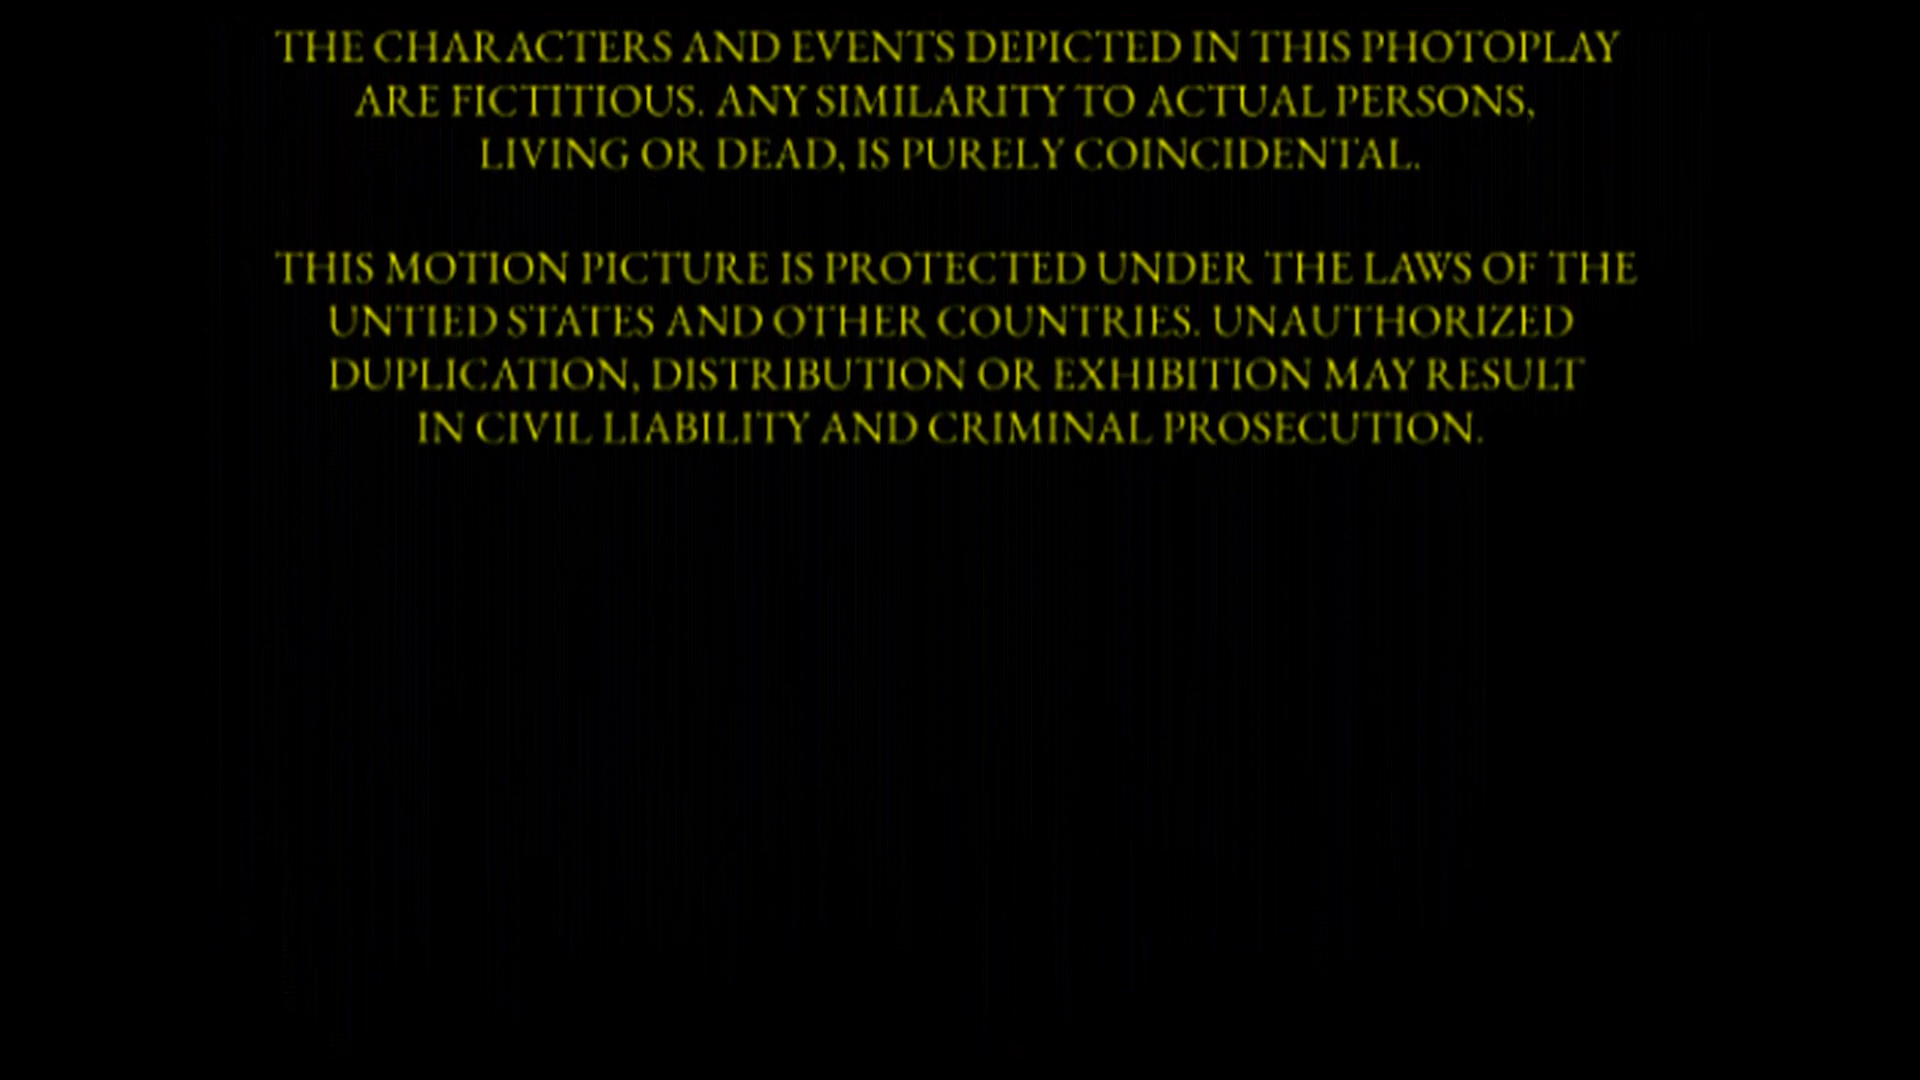 THE CHARACTERS AND EVENTS DEPICTED IN THIS PHOTOPLAY
ARE FICTITIOUS. ANY SIMILARITY TO ACTUAL PERSONS,
LIVING OR DEAD, IS PURELY COINCIDENTAL.
THIS MOTION PICTURE IS PROTECTED UNDER THE LAWS OF THE
UNTIED STATES AND OTHER COUNTRIES. UNAUTHORIZED
DUPLICATION, DISTRIBUTION OR EXHIBITION MAY RESULT
IN CIVIL LIABILITY AND CRIMINAL PROSECUTION.